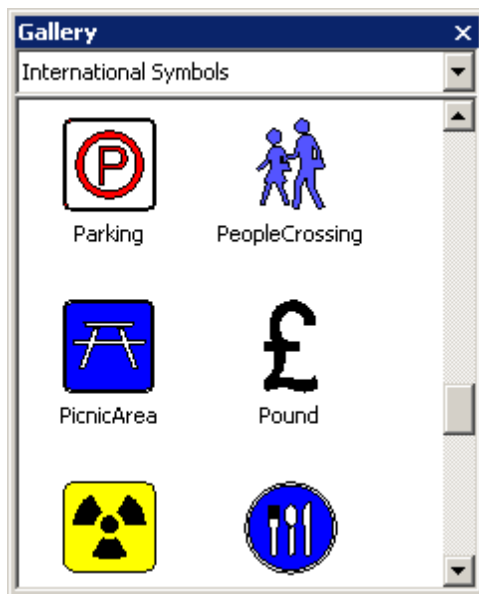 Gallery
International Symbols
P
Parking PeopleCrossing
PicnicArea £
Pound